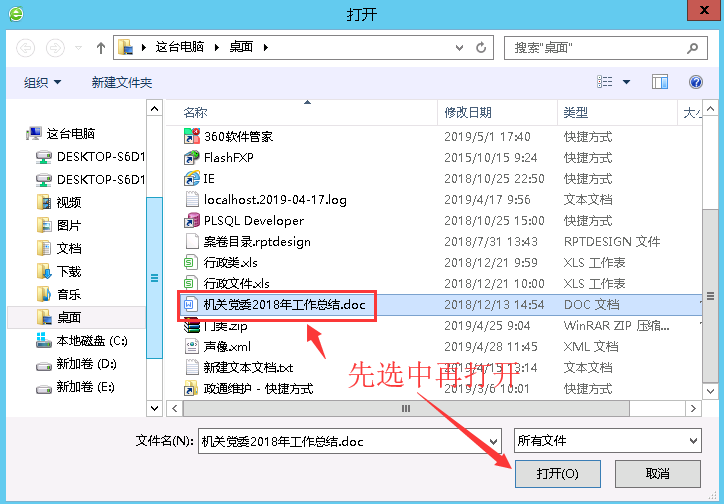 打开
这台电脑 桌面 搜索"桌面"
组织 新建文件夹
名称 修改日期 类型 大小
这台电脑
DESKTOP-S6D1
DESKTOP-S6D1
视频
图片
文档
下载
音乐
桌面
本地磁盘 (C:)
新加卷 (D:)
新加卷 (E:)
360软件管家 2019/5/1 17:40 快捷方式
FlashFXP 2015/10/15 9:24 快捷方式
IE 2018/10/25 22:50 快捷方式
localhost.2019-04-17.log 2019/4/17 9:56 文本文档
PLSQL Developer 2018/10/25 15:00 快捷方式
案卷目录.rptdesign 2018/7/31 13:43 RPTDESIGN 文件
行政类.xls 2018/12/21 9:59 XLS 工作表
行政文件.xls 2018/12/21 10:00 XLS 工作表
机关党委2018年工作总结.doc 2018/12/13 14:54 DOC 文档
门类.zip 2019/4/25 9:04 WinRAR ZIP 压缩...
声像.xml 2019/4/28 11:45 XML 文档
新建文本文档.txt 13:14 文本文档
政通维护 - 快捷方式 2019/3/6 10:01 快捷方式
先选中再打开
文件名(N): 机关党委2018年工作总结.doc 所有文件
打开(O) 取消